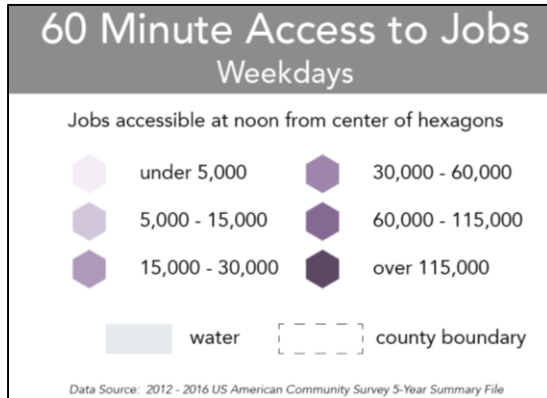 60 Minute Access to Jobs
Weekdays
Jobs accessible at noon from center of hexagons
under 5,000
30,000 - 60,000
5,000 - 15,000
60,000 - 115,000
15,000 - 30,000
over 115,000
water
county boundary
Data Source: 2012 - 2016 US American Community Survey 5-Year Summary File